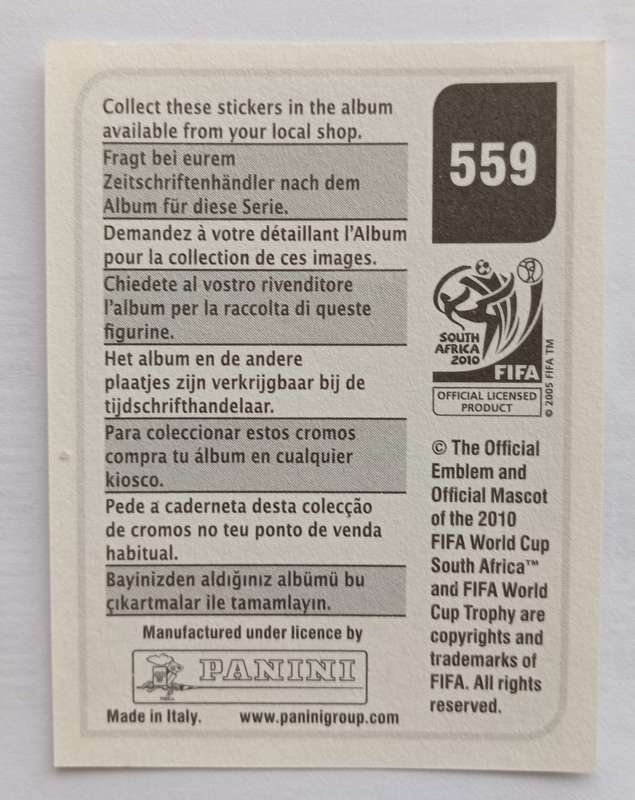 Collect these stickers in the album
available from your local shop.
Fragt bei eurem
Zeitschriftenhändler nach dem
Album für diese Serie.
Demandez à votre détaillant l'Album
pour la collection de ces images.
Chiedete al vostro rivenditore
l'album per la raccolta di queste
figurine.
Het album en de andere
plaatjes zijn verkrijgbaar bij de
tijdschrifthandelaar.
Para coleccionar estos cromos
compra tu álbum en cualquier
kiosco.
Pede a caderneta desta colecção
de cromos no teu ponto de venda
habitual.
Bayinizden aldığınız albümü bu
çıkartmalar ile tamamlayın.
Manufactured under licence by
PANINI
Made in Italy. www.paninigroup.com
559
SOUTH
AFRICA
2010
FIFA
© 2005 FIFA TM
OFFICIAL LICENSED
PRODUCT
© The Official
Emblem and
Official Mascot
of the 2010
FIFA World Cup
South Africa™
and FIFA World
Cup Trophy are
copyrights and
trademarks of
FIFA. All rights
reserved.